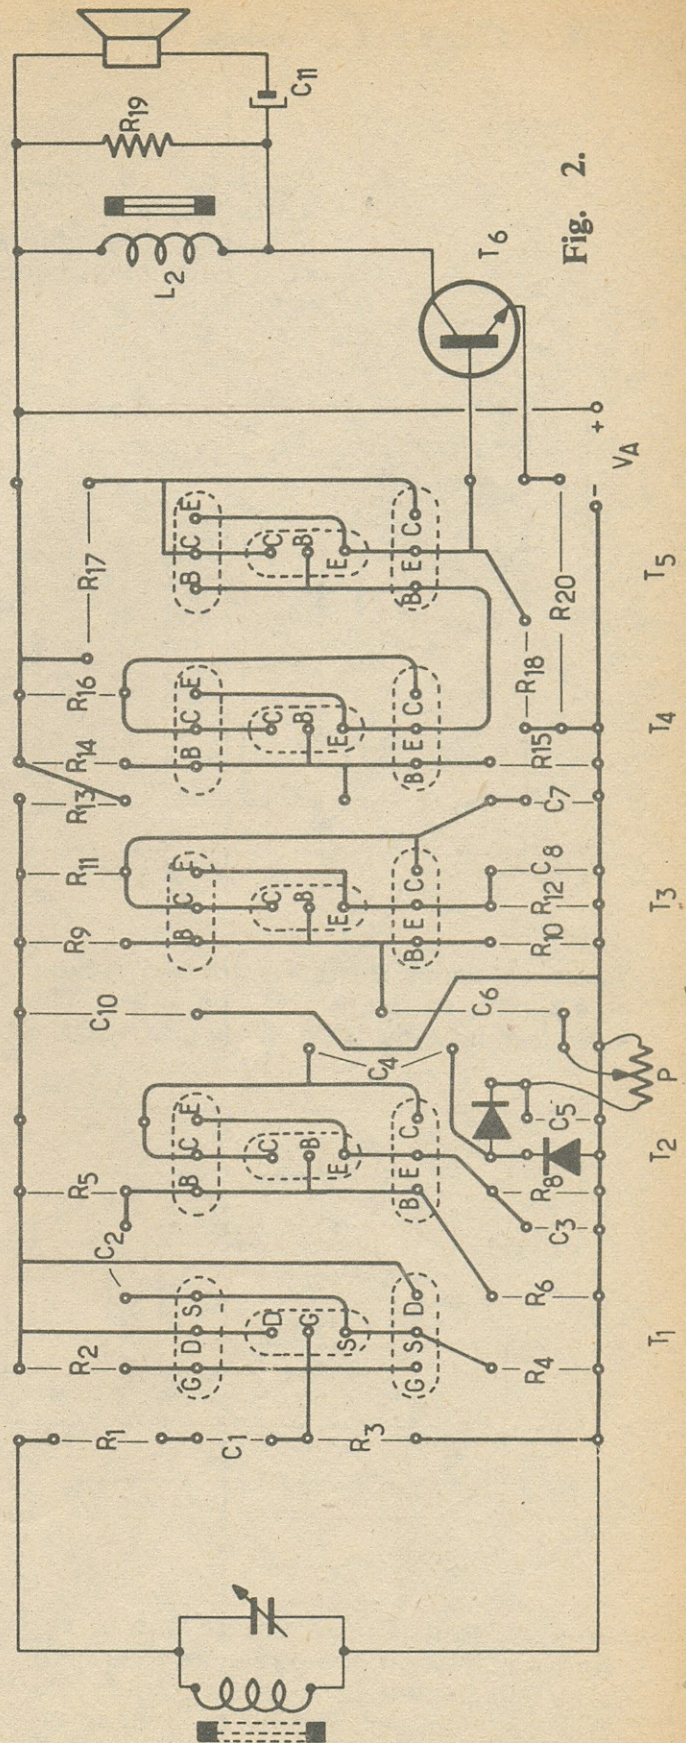 R1
R2
C2
R5
C10
R9
R11
R13
R14
R16
R17
R19
L2
C11
G D S
B C E
B C E
B C E
B C E
C1
D G S
C B E
C B E
C B E
C B E
R3
C4
G S D
B E C
B E C
B E C
B E C
T6
C6
R4
R6
C3
R8
C5
R10
R12
C8
C7
R15
R18
R20
Fig. 2.
P
- +
VA
T1
T2
T3
T4
T5